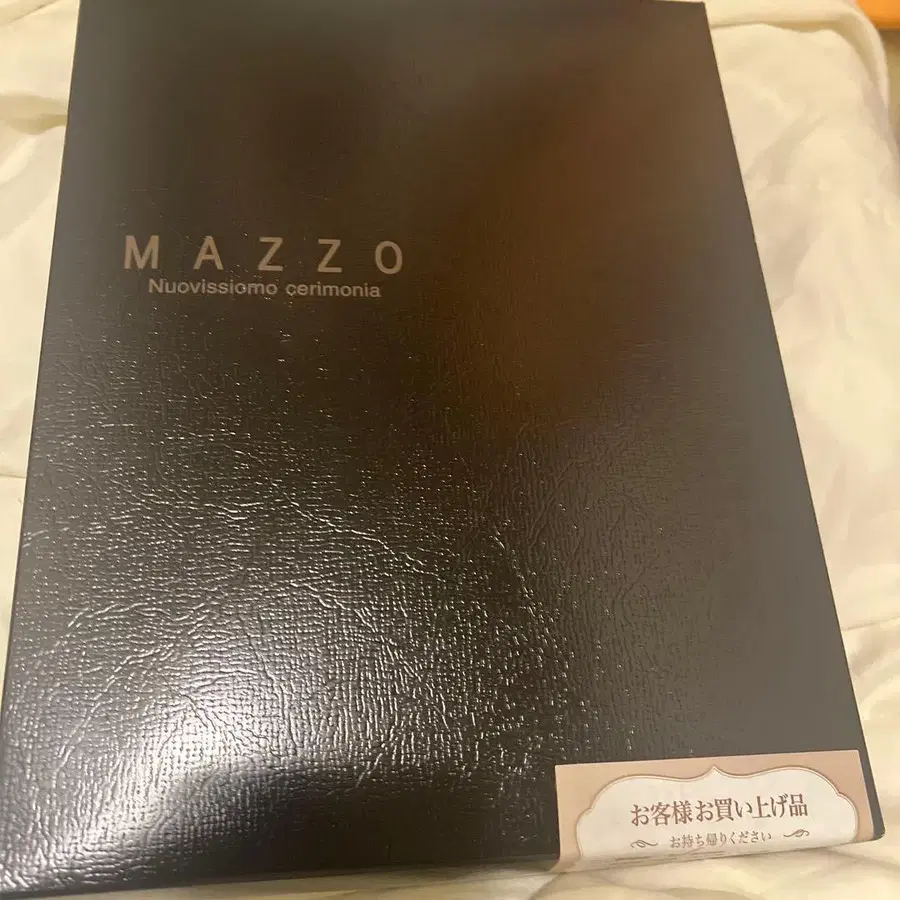 MAZZO
Nuovissiomo cerimonia
お客様お買い上げ品
お持ち帰りください